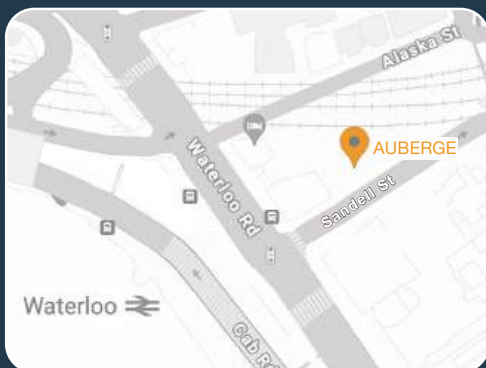 Alaska St
AUBERGE
Waterloo Rd
Sandell St
Waterloo
Cab Rd